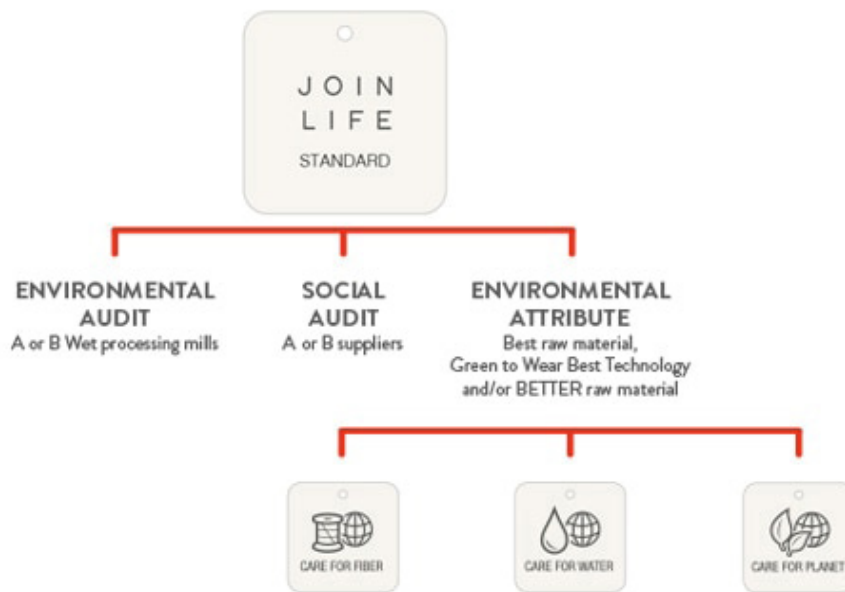 JOIN
LIFE
STANDARD
ENVIRONMENTAL
AUDIT
A or B Wet processing mills
SOCIAL
AUDIT
A or B suppliers
ENVIRONMENTAL
ATTRIBUTE
Best raw material,
Green to Wear Best Technology
and/or BETTER raw material
CARE FOR FIBER
CARE FOR WATER
CARE FOR PLANET